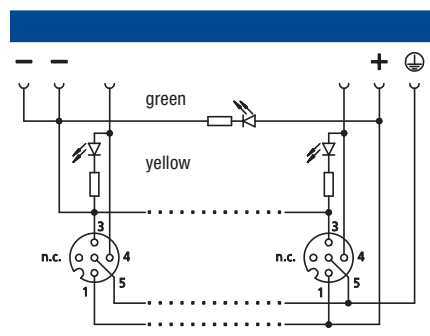 − − +
green
yellow
3 3
n.c. 4 n.c. 4
1 5 1 5